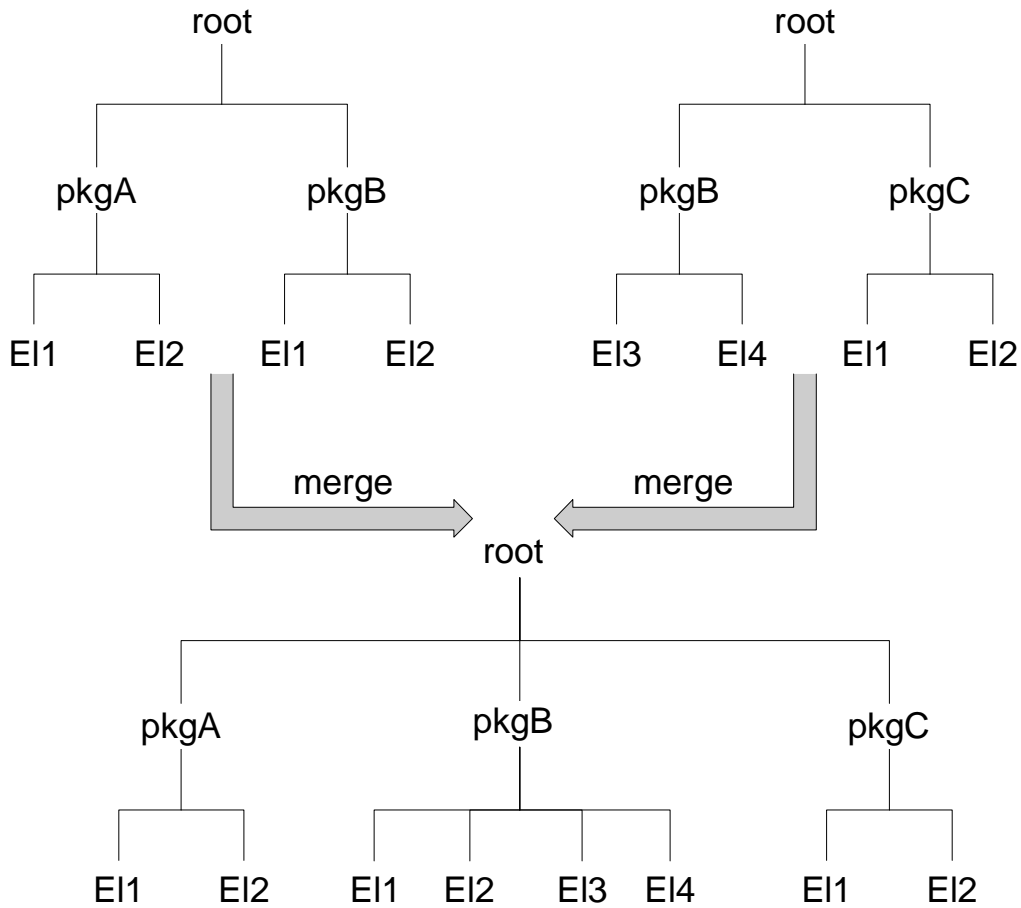 root root
pkgA pkgB pkgB pkgC
El1 El2 El1 El2 El3 El4 El1 El2
merge merge
root
pkgA pkgB pkgC
El1 El2 El1 El2 El3 El4 El1 El2